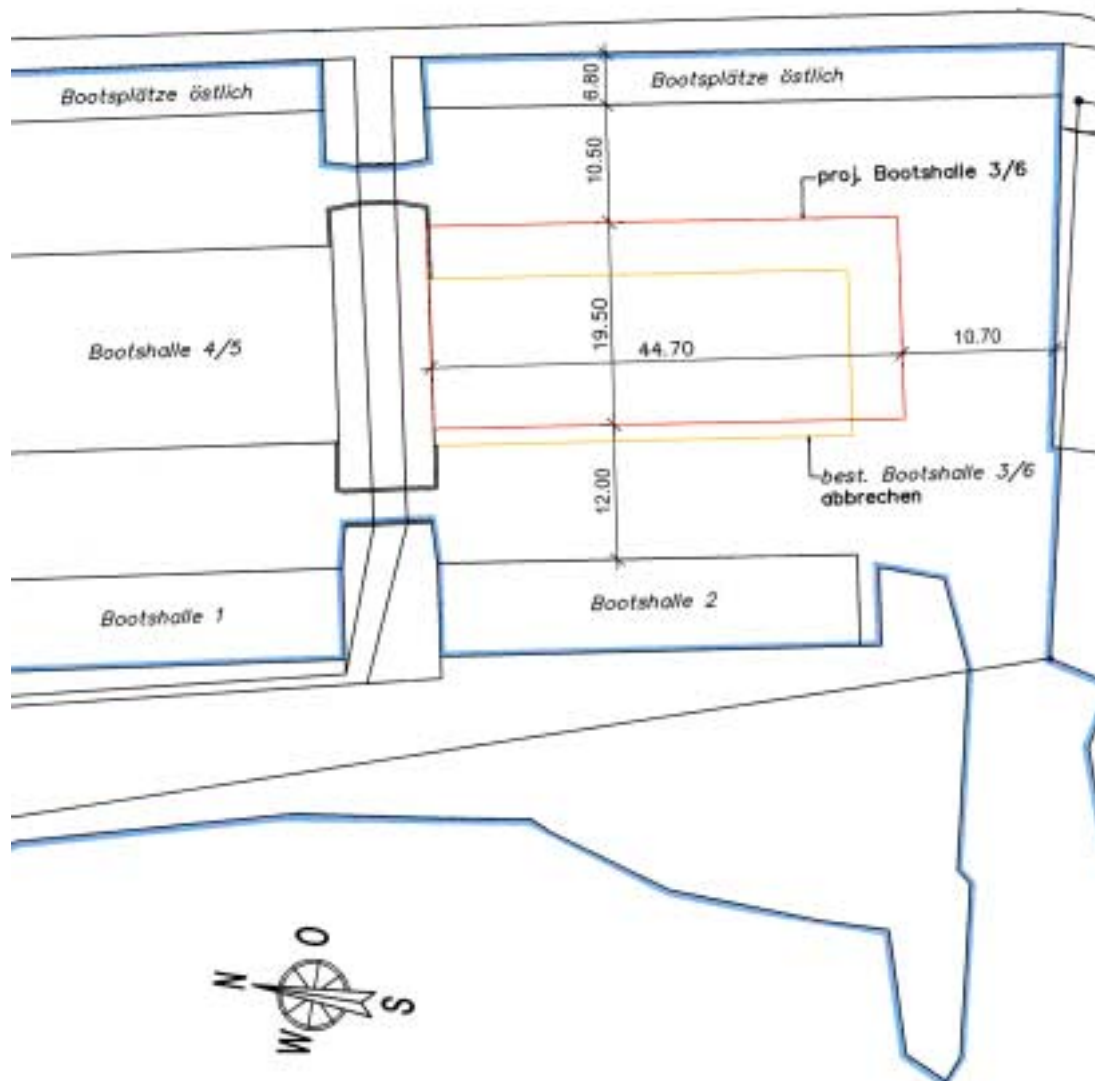 Bootsplätze östlich
6.80
Bootsplätze östlich
10.50
proj. Bootshalle 3/6
Bootshalle 4/5
19.50
44.70
10.70
best. Bootshalle 3/6
abbrechen
12.00
Bootshalle 1
Bootshalle 2
O
N
S
W